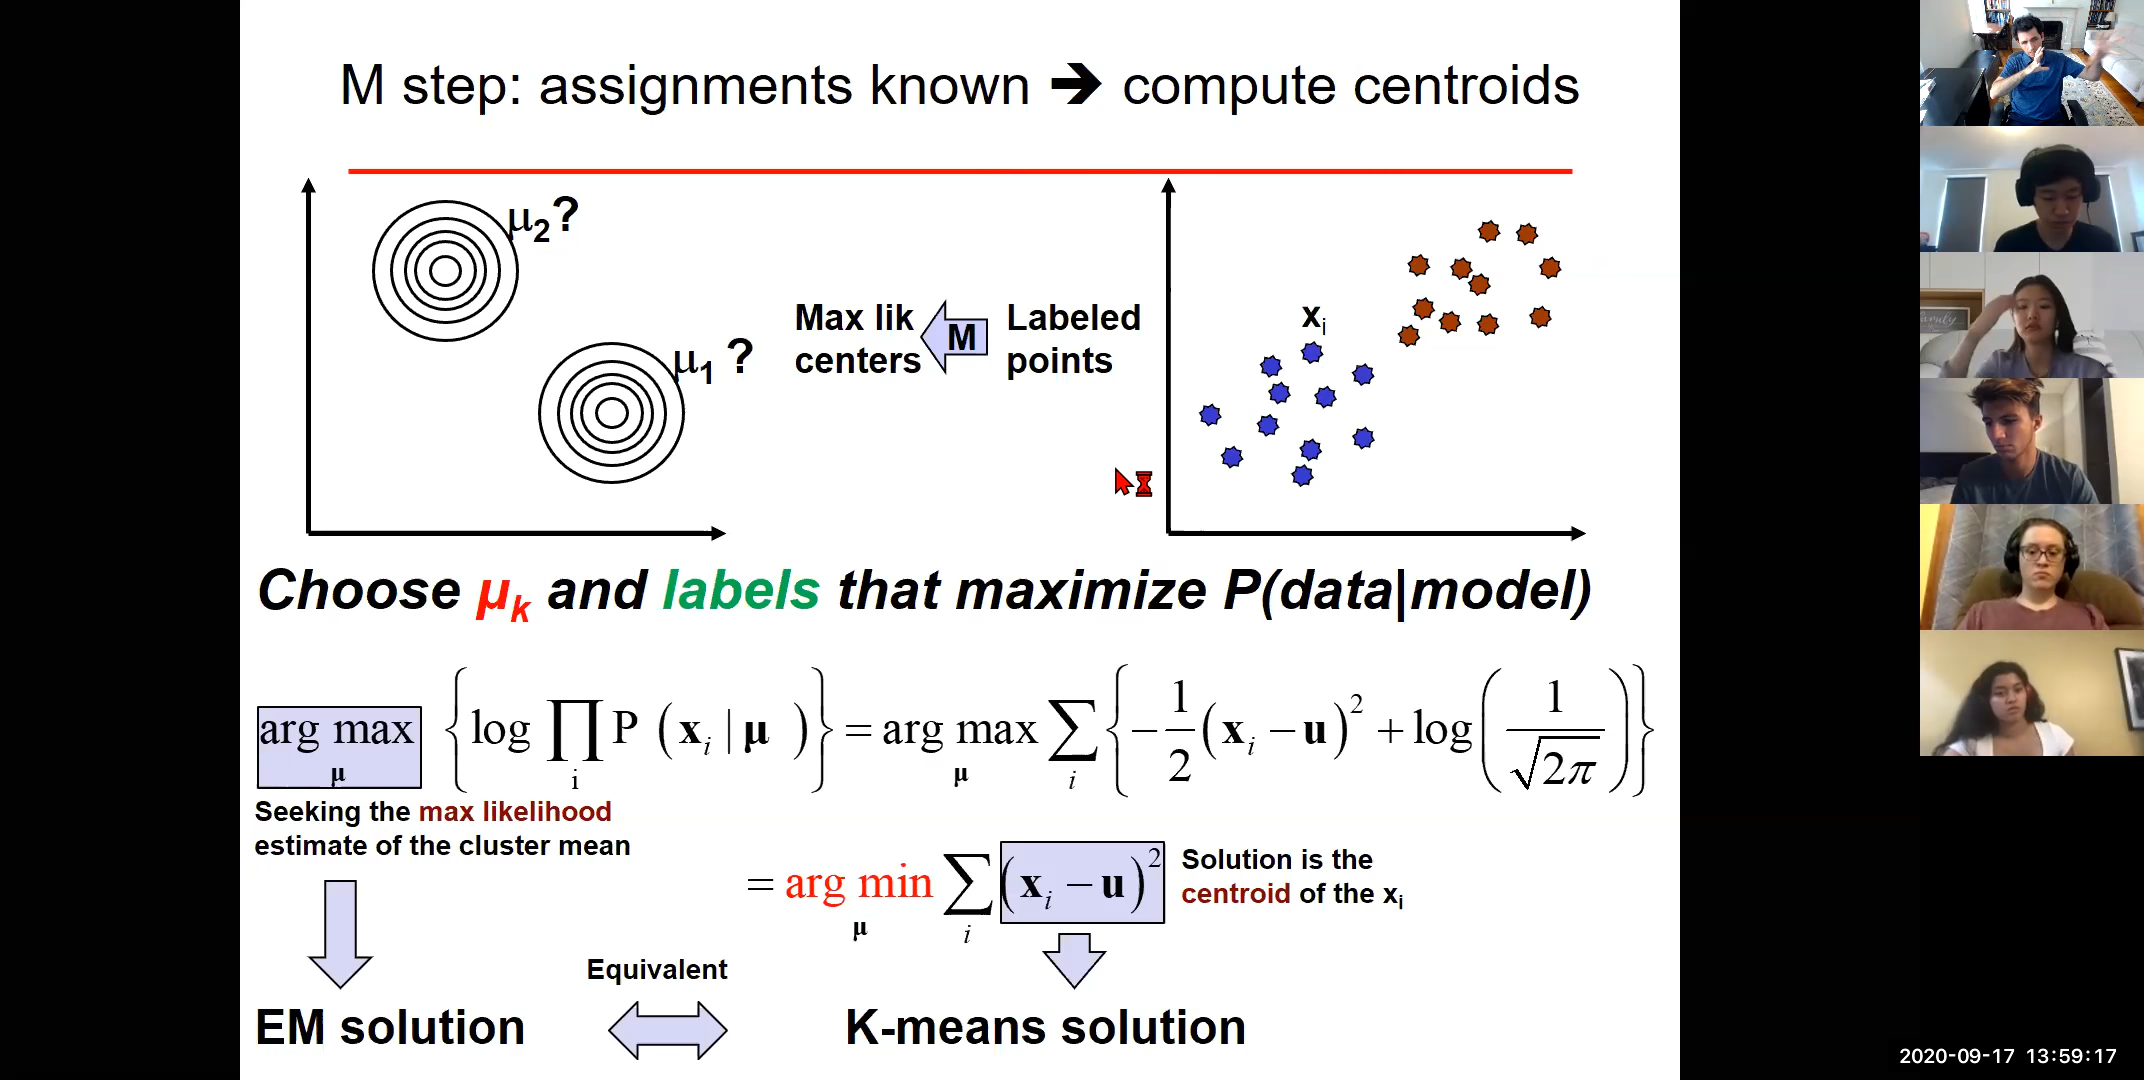 M step: assignments known ➔ compute centroids
μ2?
μ1 ?
Max lik
centers
M
Labeled
points
xi
Choose μk and labels that maximize P(data|model)
arg max μ { log ∏ i P ( xi | μ ) } = arg max μ ∑ i { − 1/2 ( xi − u )² + log ( 1/√2π ) }
Seeking the max likelihood
estimate of the cluster mean
= arg min μ ∑ i ( xi − u )²
Solution is the
centroid of the xi
Equivalent
EM solution
K-means solution
2020-09-17 13:59:17